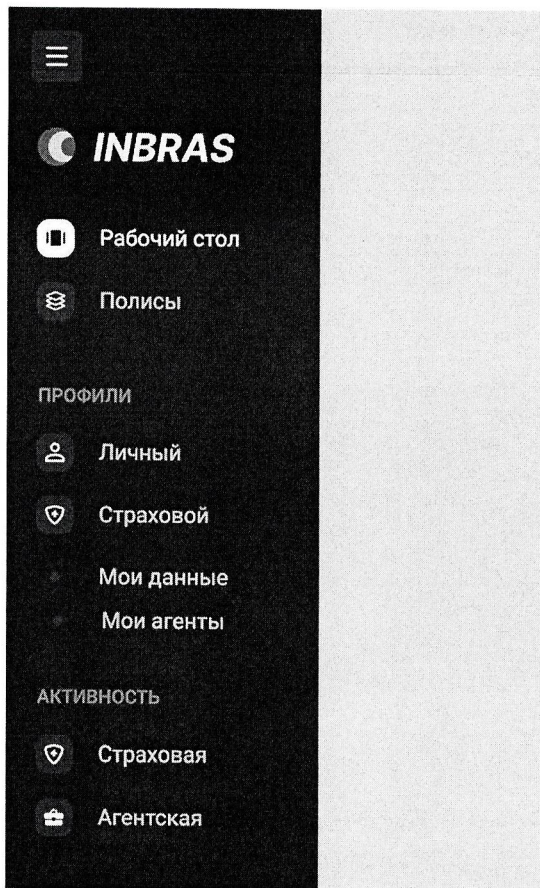 INBRAS
Рабочий стол
Полисы
ПРОФИЛИ
Личный
Страховой
Мои данные
Мои агенты
АКТИВНОСТЬ
Страховая
Агентская